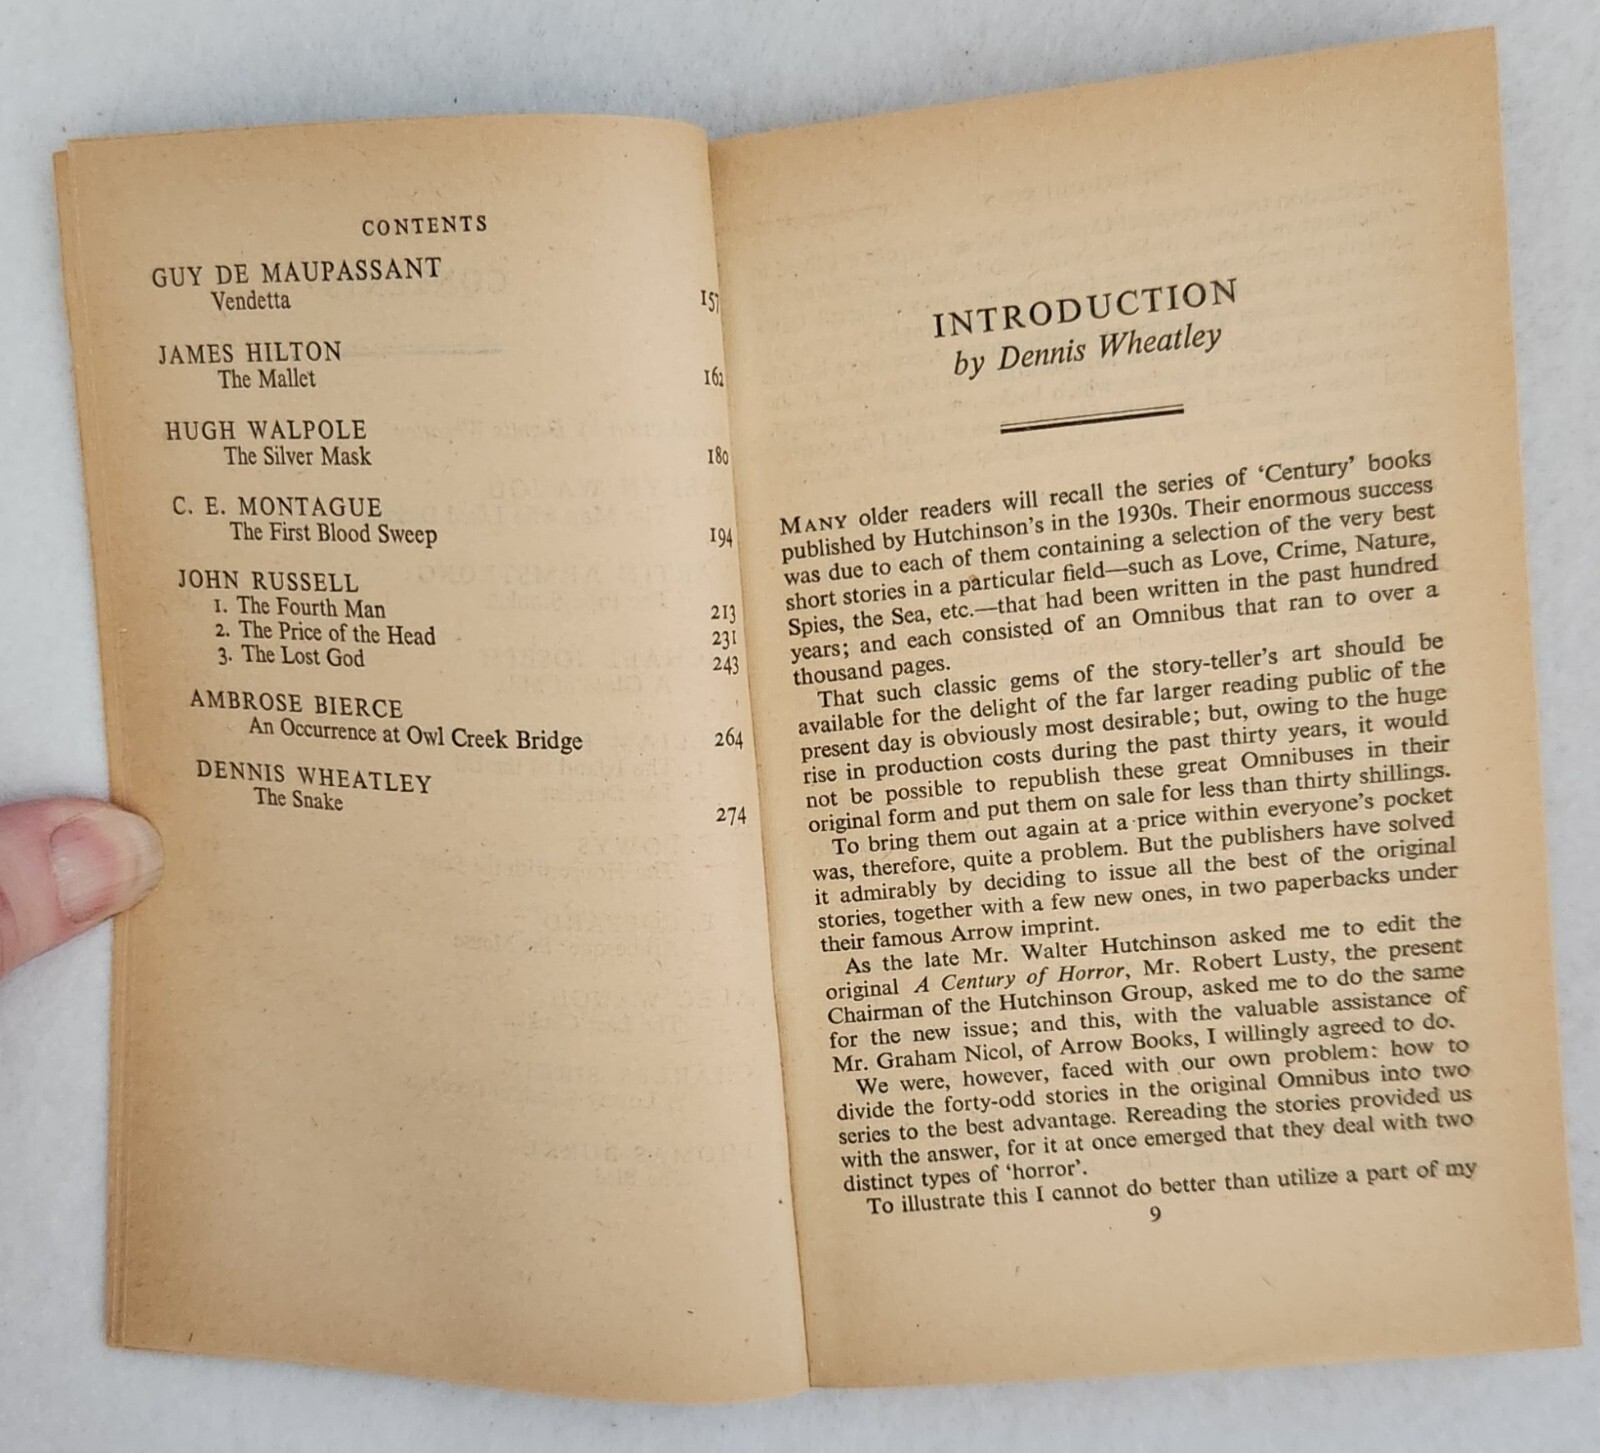 CONTENTS
GUY DE MAUPASSANT
Vendetta 157
JAMES HILTON
The Mallet 162
HUGH WALPOLE
The Silver Mask 180
C. E. MONTAGUE
The First Blood Sweep 194
JOHN RUSSELL
1. The Fourth Man 213
2. The Price of the Head 231
3. The Lost God 243
AMBROSE BIERCE
An Occurrence at Owl Creek Bridge 264
DENNIS WHEATLEY
The Snake 274
INTRODUCTION
by Dennis Wheatley
MANY older readers will recall the series of ‘Century’ books
published by Hutchinson’s in the 1930s. Their enormous success
was due to each of them containing a selection of the very best
short stories in a particular field—such as Love, Crime, Nature,
Spies, the Sea, etc.—that had been written in the past hundred
years; and each consisted of an Omnibus that ran to over a
thousand pages.
That such classic gems of the story-teller’s art should be
available for the delight of the far larger reading public of the
present day is obviously most desirable; but, owing to the huge
rise in production costs during the past thirty years, it would
not be possible to republish these great Omnibuses in their
original form and put them on sale for less than thirty shillings.
To bring them out again at a price within everyone’s pocket
was, therefore, quite a problem. But the publishers have solved
it admirably by deciding to issue all the best of the original
stories, together with a few new ones, in two paperbacks under
their famous Arrow imprint.
As the late Mr. Walter Hutchinson asked me to edit the
original A Century of Horror, Mr. Robert Lusty, the present
Chairman of the Hutchinson Group, asked me to do the same
for the new issue; and this, with the valuable assistance of
Mr. Graham Nicol, of Arrow Books, I willingly agreed to do.
We were, however, faced with our own problem: how to
divide the forty-odd stories in the original Omnibus into two
series to the best advantage. Rereading the stories provided us
with the answer, for it at once emerged that they deal with two
distinct types of ‘horror’.
To illustrate this I cannot do better than utilize a part of my
9